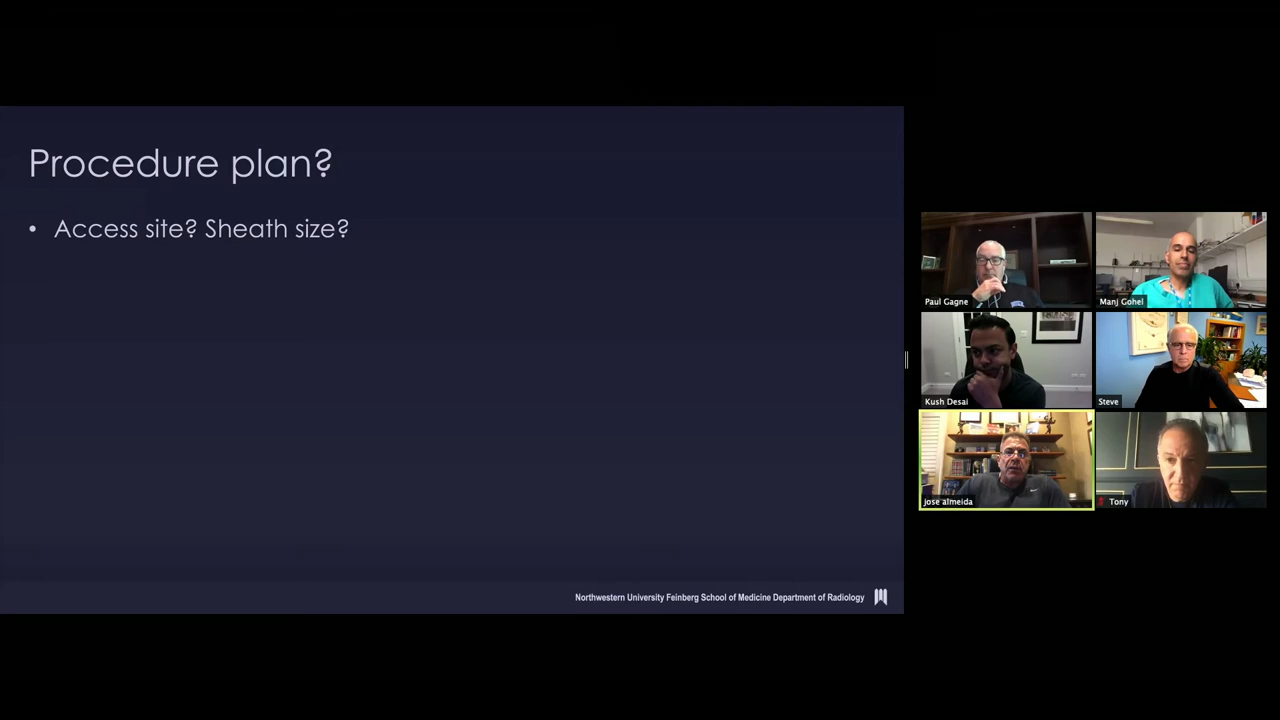 Procedure plan?
• Access site? Sheath size?
Northwestern University Feinberg School of Medicine Department of Radiology
Paul Gagne
Manj Gohel
Kush Desai
Steve
jose almeida
Tony